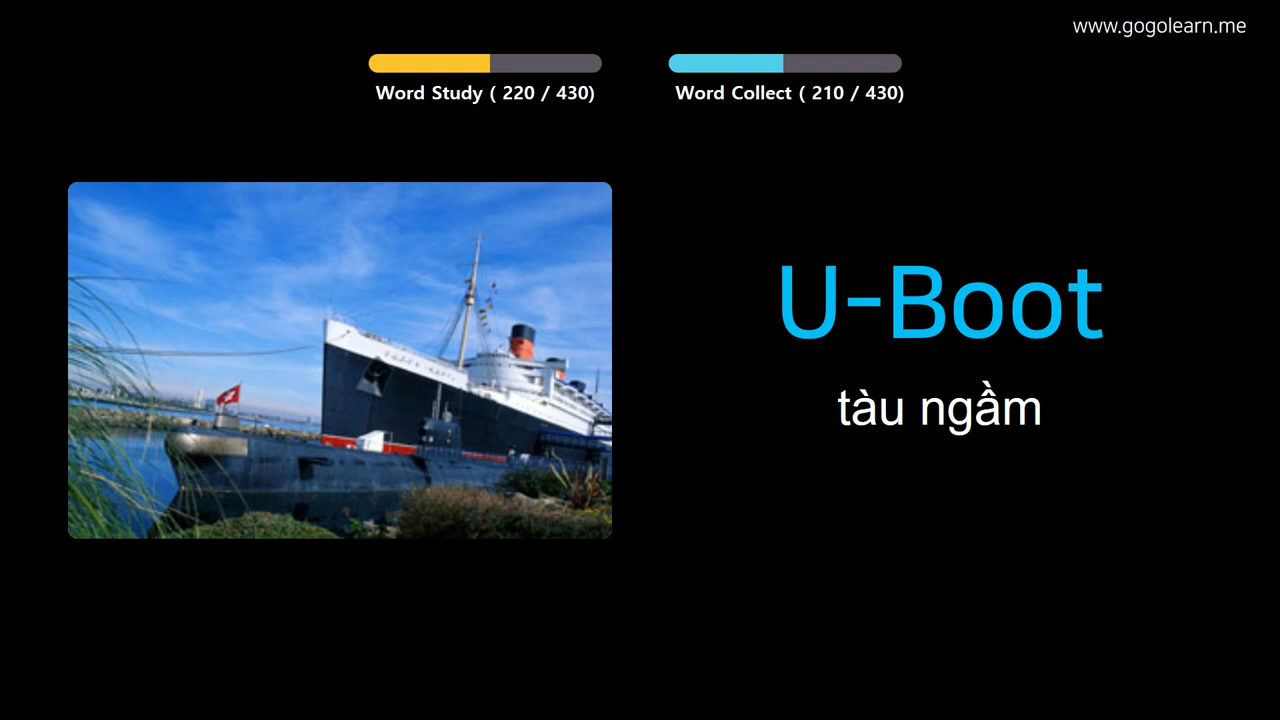 www.gogolearn.me
Word Study ( 220 / 430)
Word Collect ( 210 / 430)
U-Boot
tàu ngầm